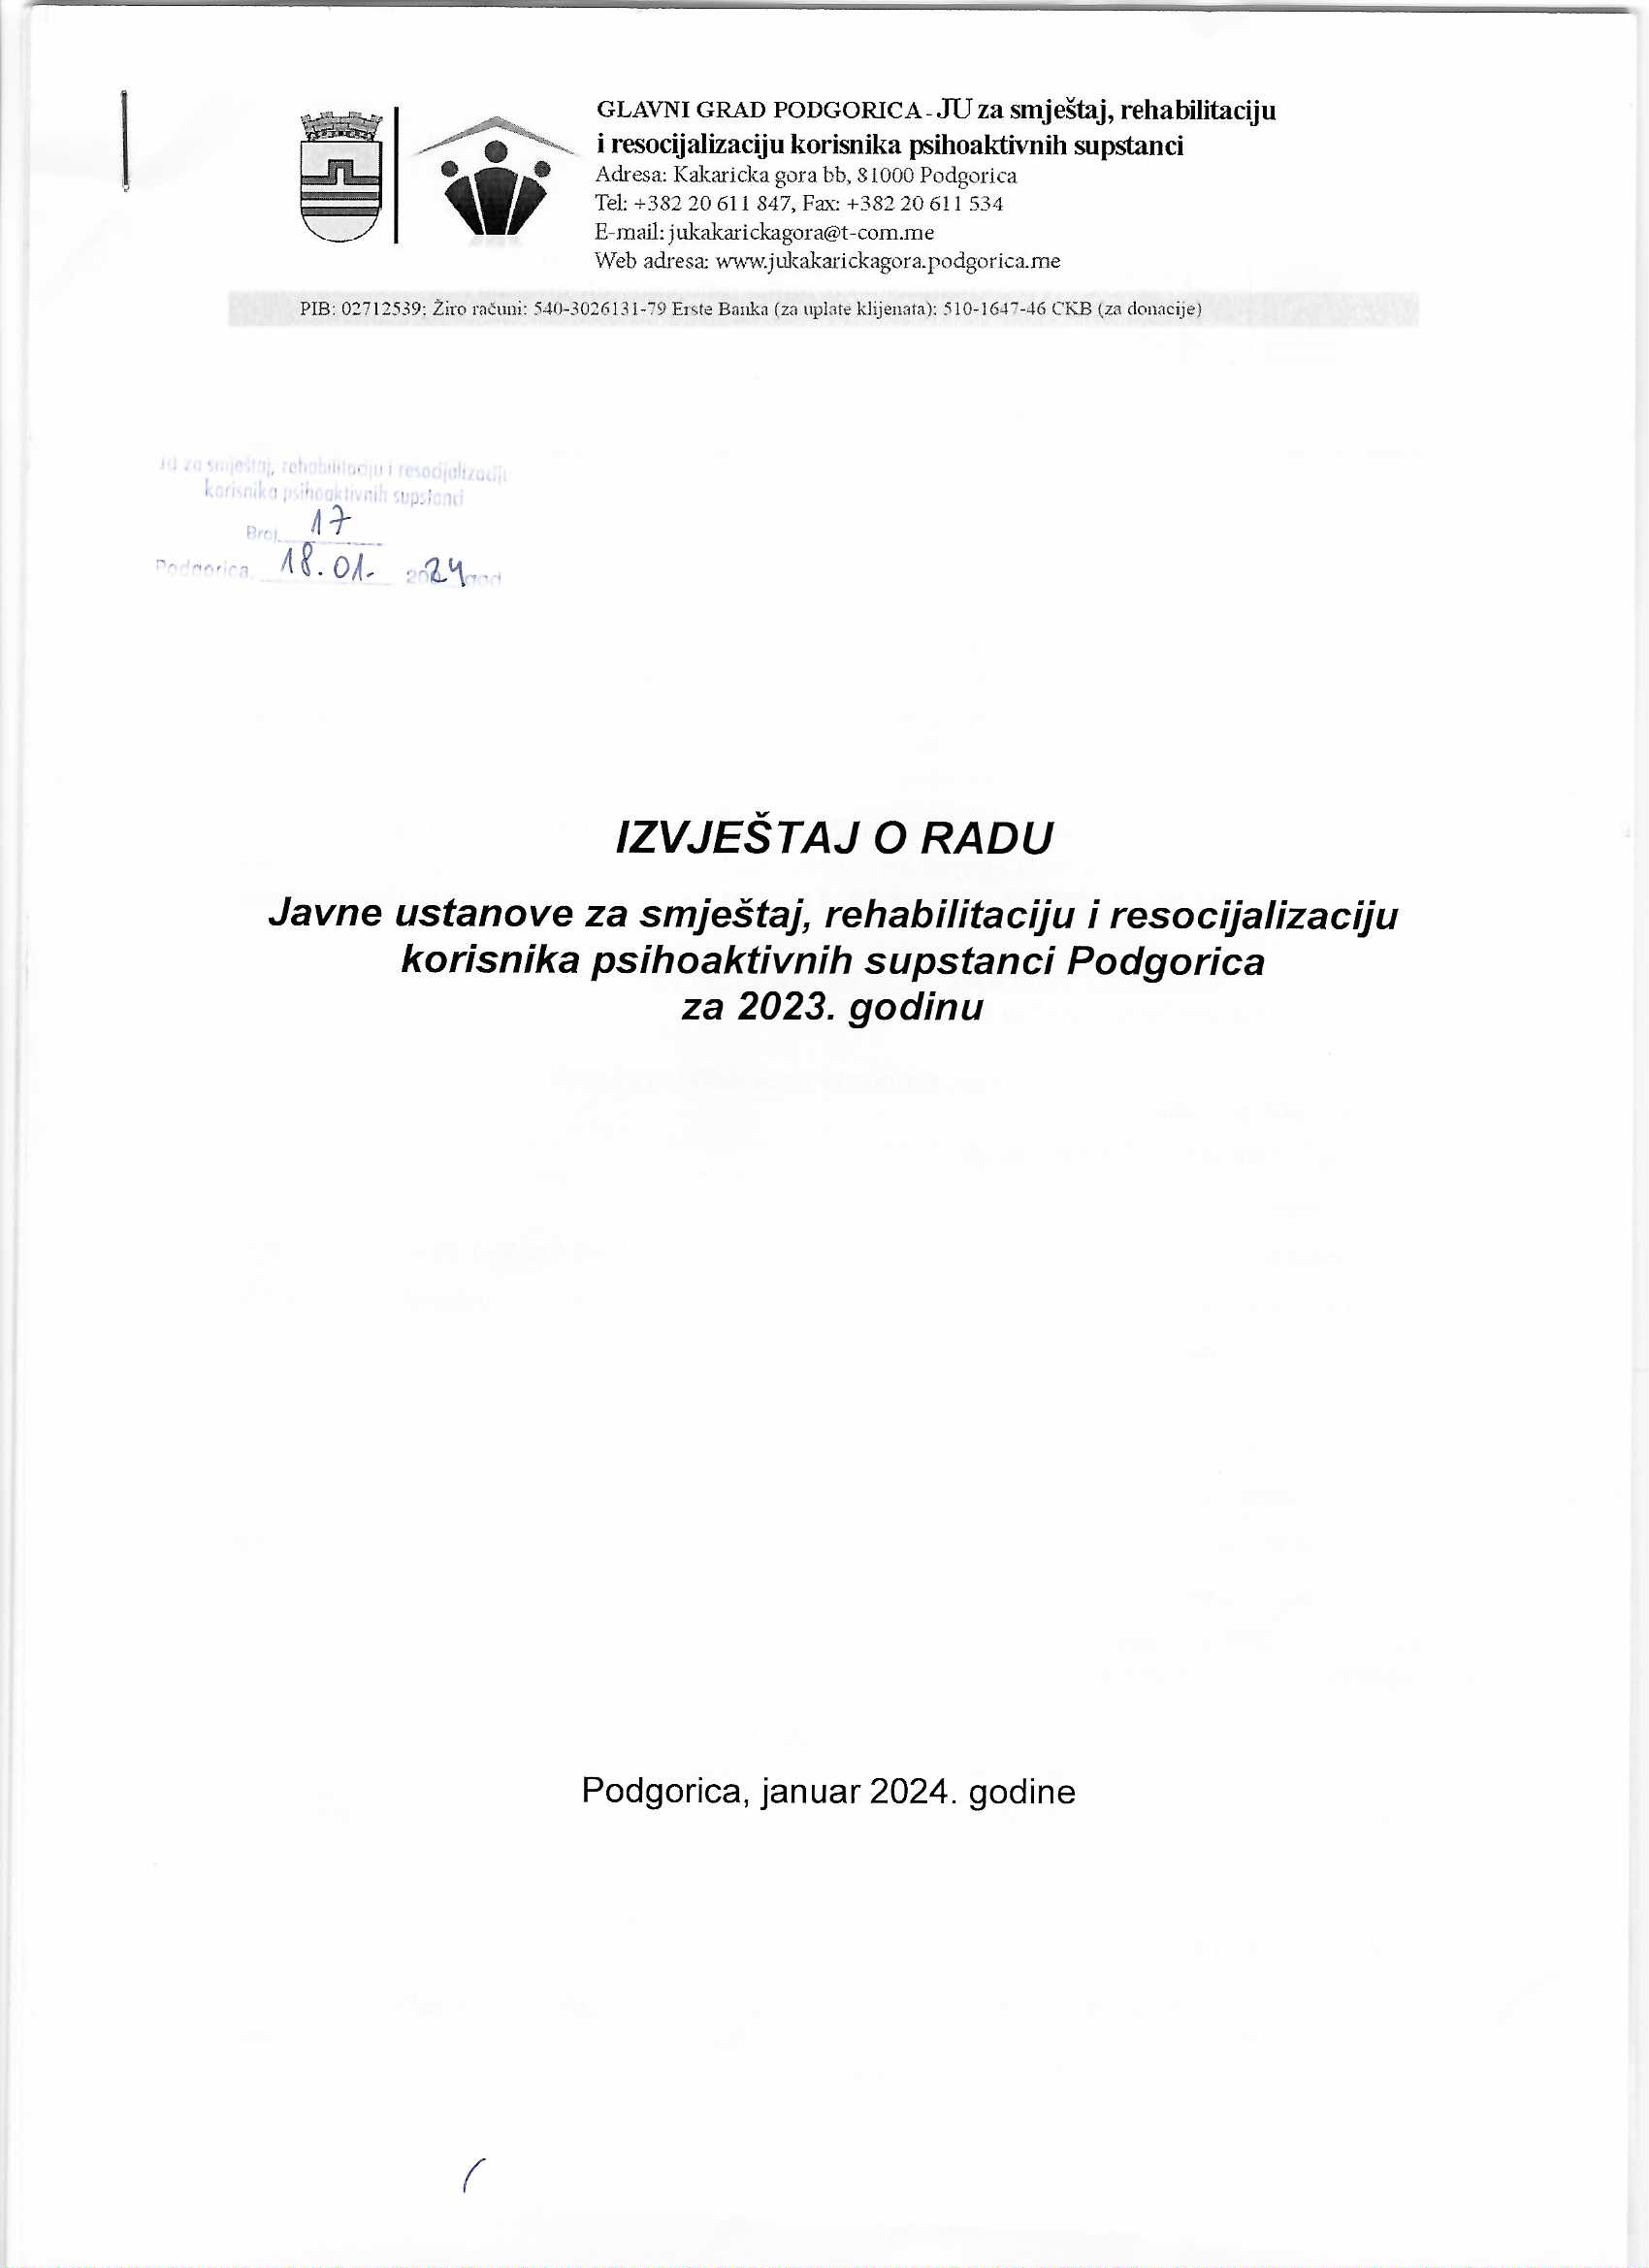 GLAVNI GRAD PODGORICA - JU za smještaj, rehabilitaciju
i resocijalizaciju korisnika psihoaktivnih supstanci
Adresa: Kakaricka gora bb, 81000 Podgorica
Tel: +382 20 611 847, Fax: +382 20 611 534
E-mail: jukakarickagora@t-com.me
Web adresa: www.jukakarickagora.podgorica.me
PIB: 02712539; Žiro računi: 540-3026131-79 Erste Banka (za uplate klijenata); 510-1647-46 CKB (za donacije)
JU za smještaj, rehabilitaciju i resocijalizaciju
korisnika psihoaktivnih supstanci
Broj 17
Podgorica, 18.01. 2024 god
IZVJEŠTAJ O RADU
Javne ustanove za smještaj, rehabilitaciju i resocijalizaciju
korisnika psihoaktivnih supstanci Podgorica
za 2023. godinu
Podgorica, januar 2024. godine